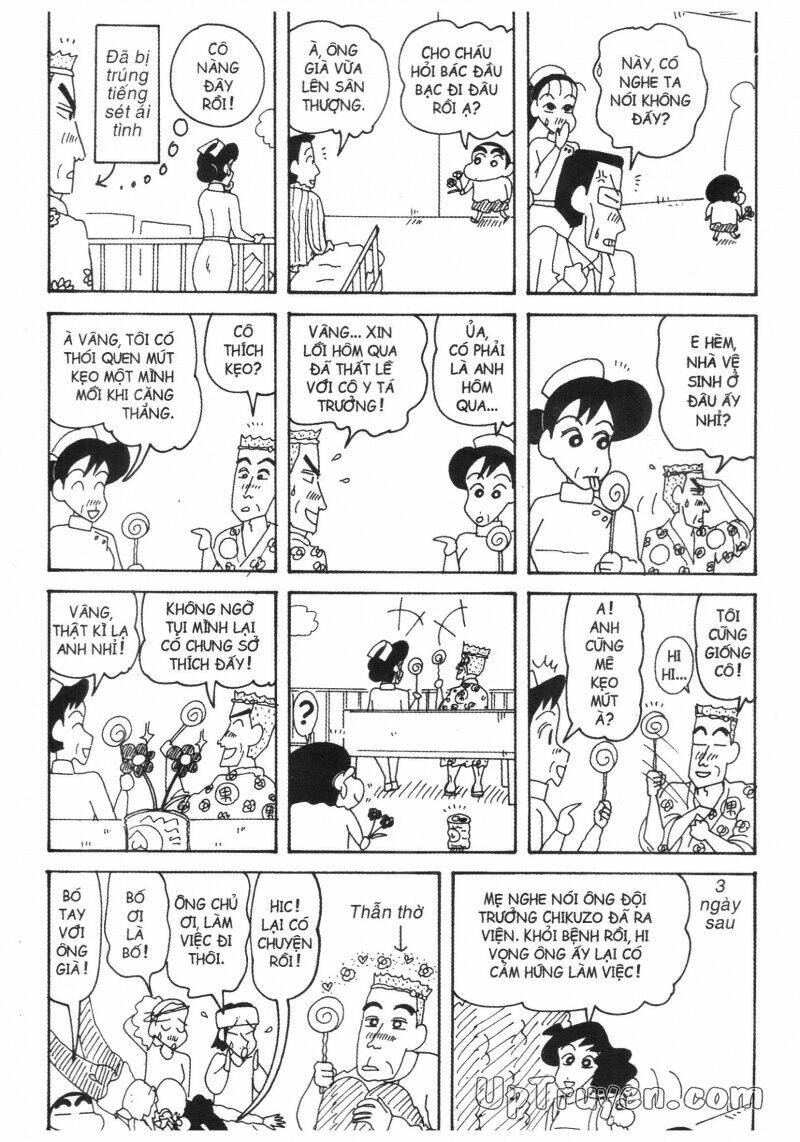 NÀY, CÓ
NGHE TA
NÓI KHÔNG
ĐẤY?
CHO CHÁU
HỎI BÁC ĐẦU
BẠC ĐI ĐÂU
RỒI Ạ?
À, ÔNG
GIÀ VỪA
LÊN SÂN
THƯỢNG.
CÔ
NÀNG
ĐÂY
RỒI!
Đã bị
trúng
tiếng
sét ái
tình
E HÈM,
NHÀ VỆ
SINH Ở
ĐÂU ẤY
NHỈ?
ỦA,
CÓ PHẢI
LÀ ANH
HÔM
QUA...
VÂNG... XIN
LỖI HÔM QUA
ĐÃ THẤT LỄ
VỚI CÔ Y TÁ
TRƯỞNG!
CÔ
THÍCH
KẸO?
À VÂNG, TÔI CÓ
THÓI QUEN MÚT
KẸO MỘT MÌNH
MỖI KHI CĂNG
THẲNG.
TÔI
CŨNG
GIỐNG
CÔ!
HI
HI...
A!
ANH
CŨNG
MÊ
KẸO
MÚT
À?
?
KHÔNG NGỜ
TỤI MÌNH LẠI
CÓ CHUNG SỞ
THÍCH ĐẤY!
VÂNG,
THẬT KÌ LẠ
ANH NHỈ!
3
ngày
sau
MẸ NGHE NÓI ÔNG ĐỘI
TRƯỞNG CHIKUZO ĐÃ RA
VIỆN. KHỎI BỆNH RỒI, HI
VỌNG ÔNG ẤY LẠI CÓ
CẢM HỨNG LÀM VIỆC!
Thẫn thờ
HIC!
LẠI CÓ
CHUYỆN
RỒI!
ÔNG CHỦ
ƠI, LÀM
VIỆC ĐI
THÔI.
BỐ
ƠI
LÀ
BỐ!
BÓ
TAY
VỚI
ÔNG
GIÀ!
UpTruyen.com